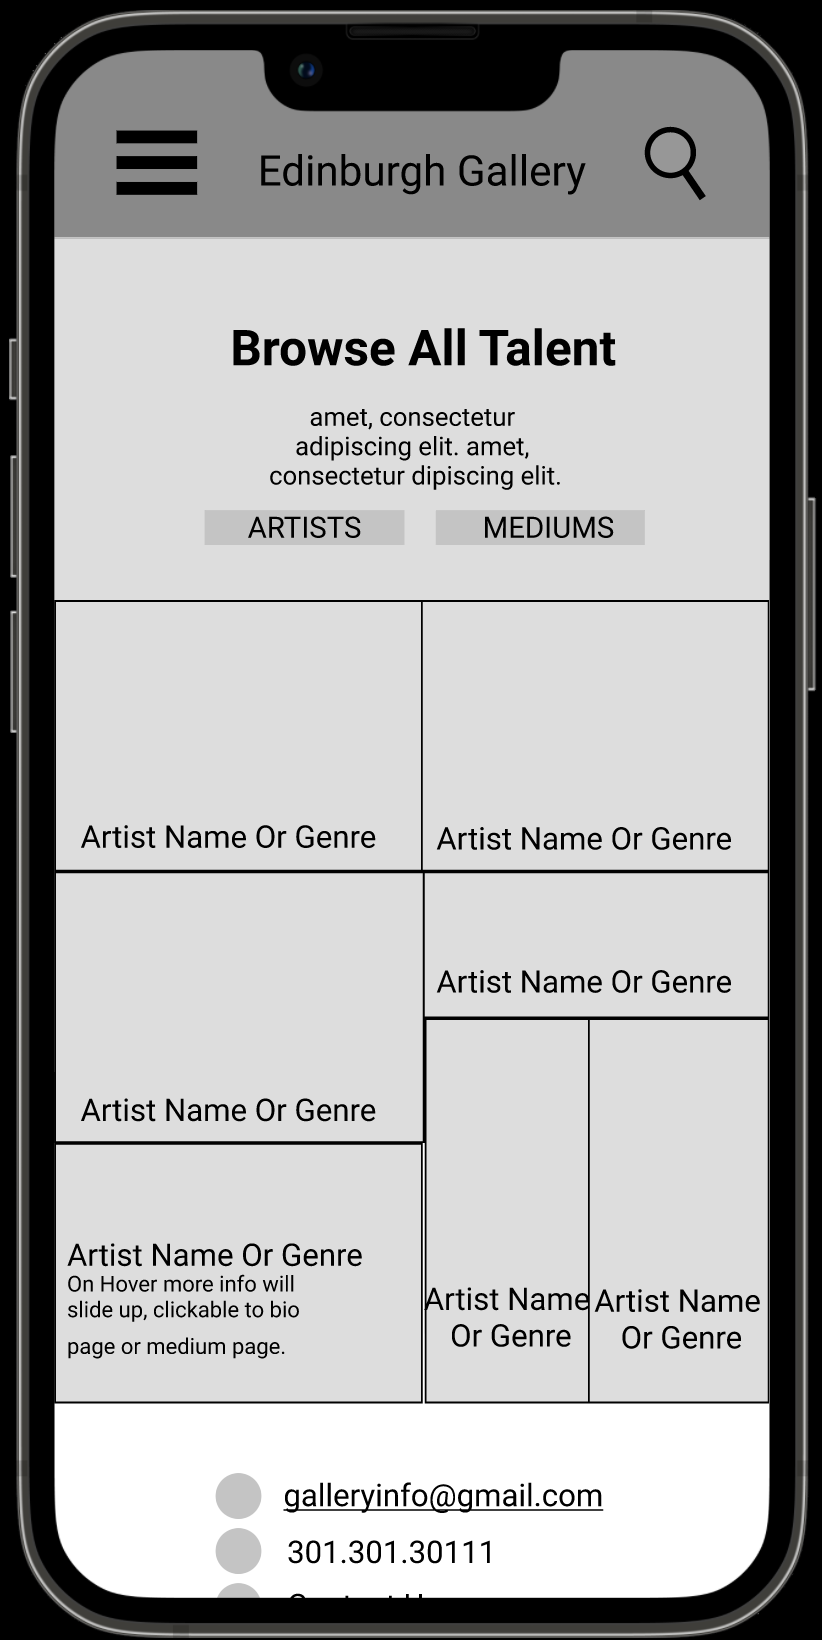 Edinburgh Gallery
Browse All Talent
amet, consectetur
adipiscing elit. amet,
consectetur dipiscing elit.
ARTISTS
MEDIUMS
Artist Name Or Genre
Artist Name Or Genre
Artist Name Or Genre
Artist Name Or Genre
Artist Name Or Genre
On Hover more info will
slide up, clickable to bio
page or medium page.
Artist Name
Or Genre
Artist Name
Or Genre
galleryinfo@gmail.com
301.301.30111